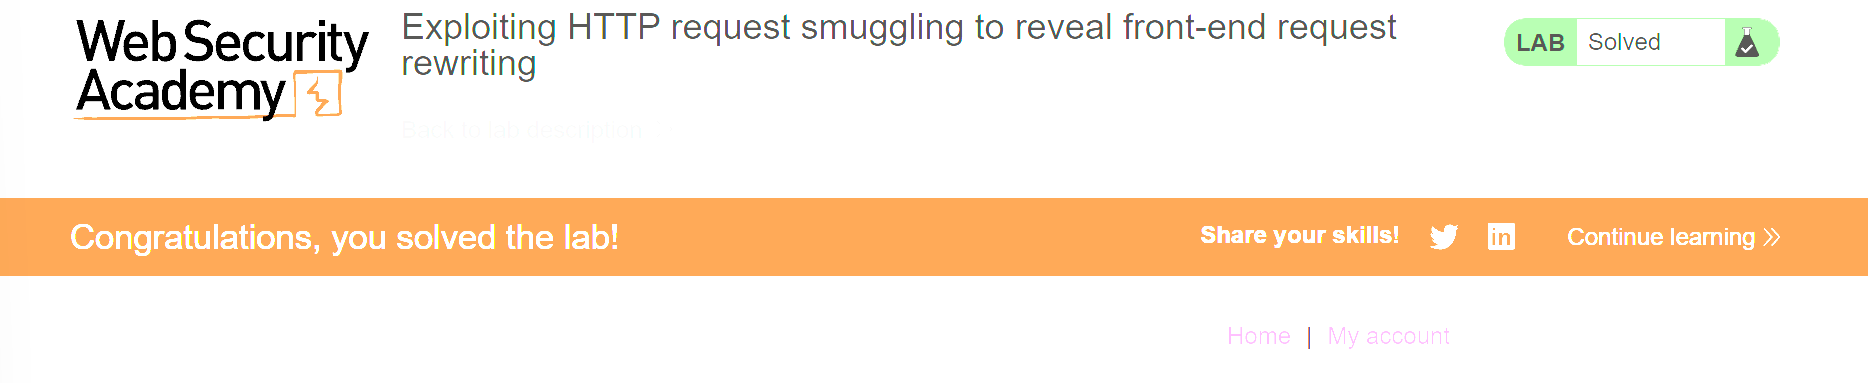 Web Security
Academy
Exploiting HTTP request smuggling to reveal front-end request
rewriting
Back to lab description
LAB Solved
Congratulations, you solved the lab!
Share your skills!
in
Continue learning
Home | My account